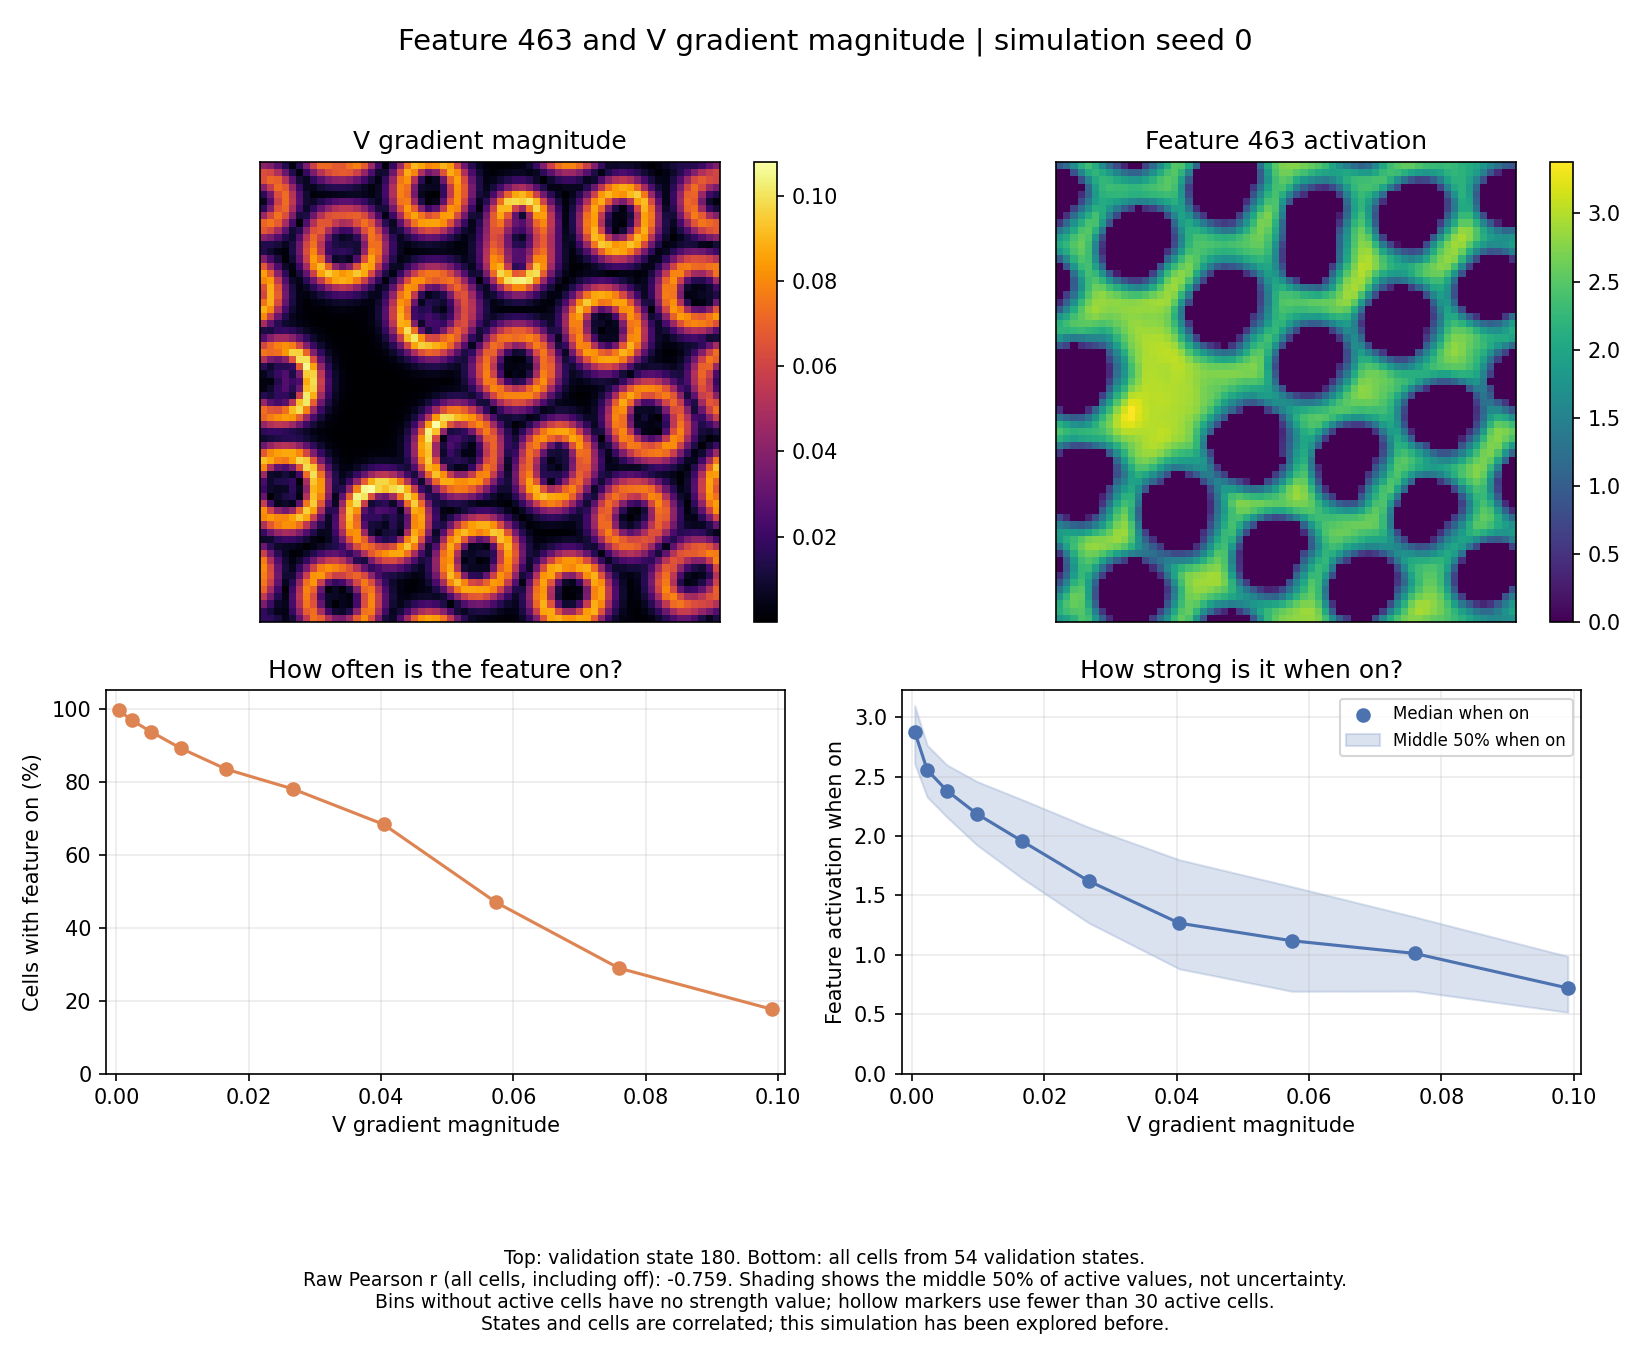 Feature 463 and V gradient magnitude | simulation seed 0
V gradient magnitude
Feature 463 activation
0.10
0.08
0.06
0.04
0.02
3.0
2.5
2.0
1.5
1.0
0.5
0.0
How often is the feature on?
How strong is it when on?
Cells with feature on (%)
100
80
60
40
20
0
0.00
0.02
0.04
0.06
0.08
0.10
V gradient magnitude
Feature activation when on
3.0
2.5
2.0
1.5
1.0
0.5
0.0
Median when on
Middle 50% when on
0.00
0.02
0.04
0.06
0.08
0.10
V gradient magnitude
Top: validation state 180. Bottom: all cells from 54 validation states.
Raw Pearson r (all cells, including off): -0.759. Shading shows the middle 50% of active values, not uncertainty.
Bins without active cells have no strength value; hollow markers use fewer than 30 active cells.
States and cells are correlated; this simulation has been explored before.